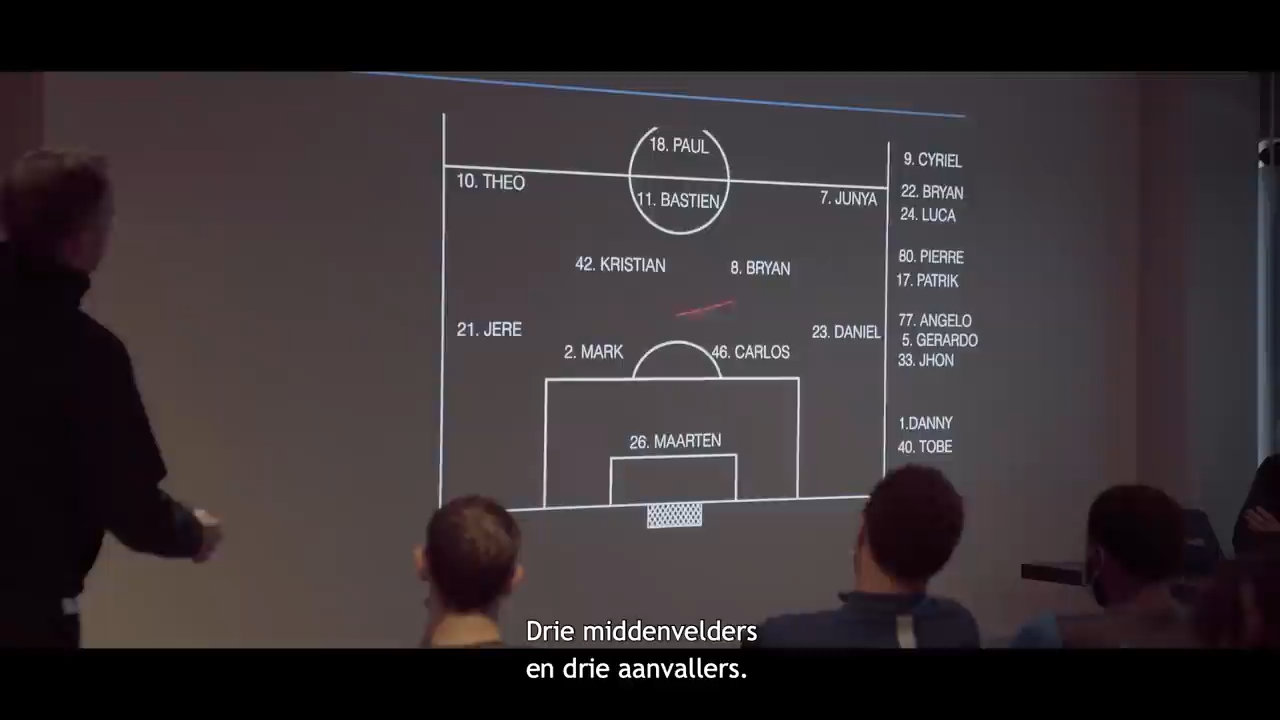 18. PAUL
10. THEO
11. BASTIEN
7. JUNYA
42. KRISTIAN
8. BRYAN
21. JERE
23. DANIEL
2. MARK
46. CARLOS
26. MAARTEN
9. CYRIEL
22. BRYAN
24. LUCA
80. PIERRE
17. PATRIK
77. ANGELO
5. GERARDO
33. JHON
1.DANNY
40. TOBE
Drie middenvelders
en drie aanvallers.